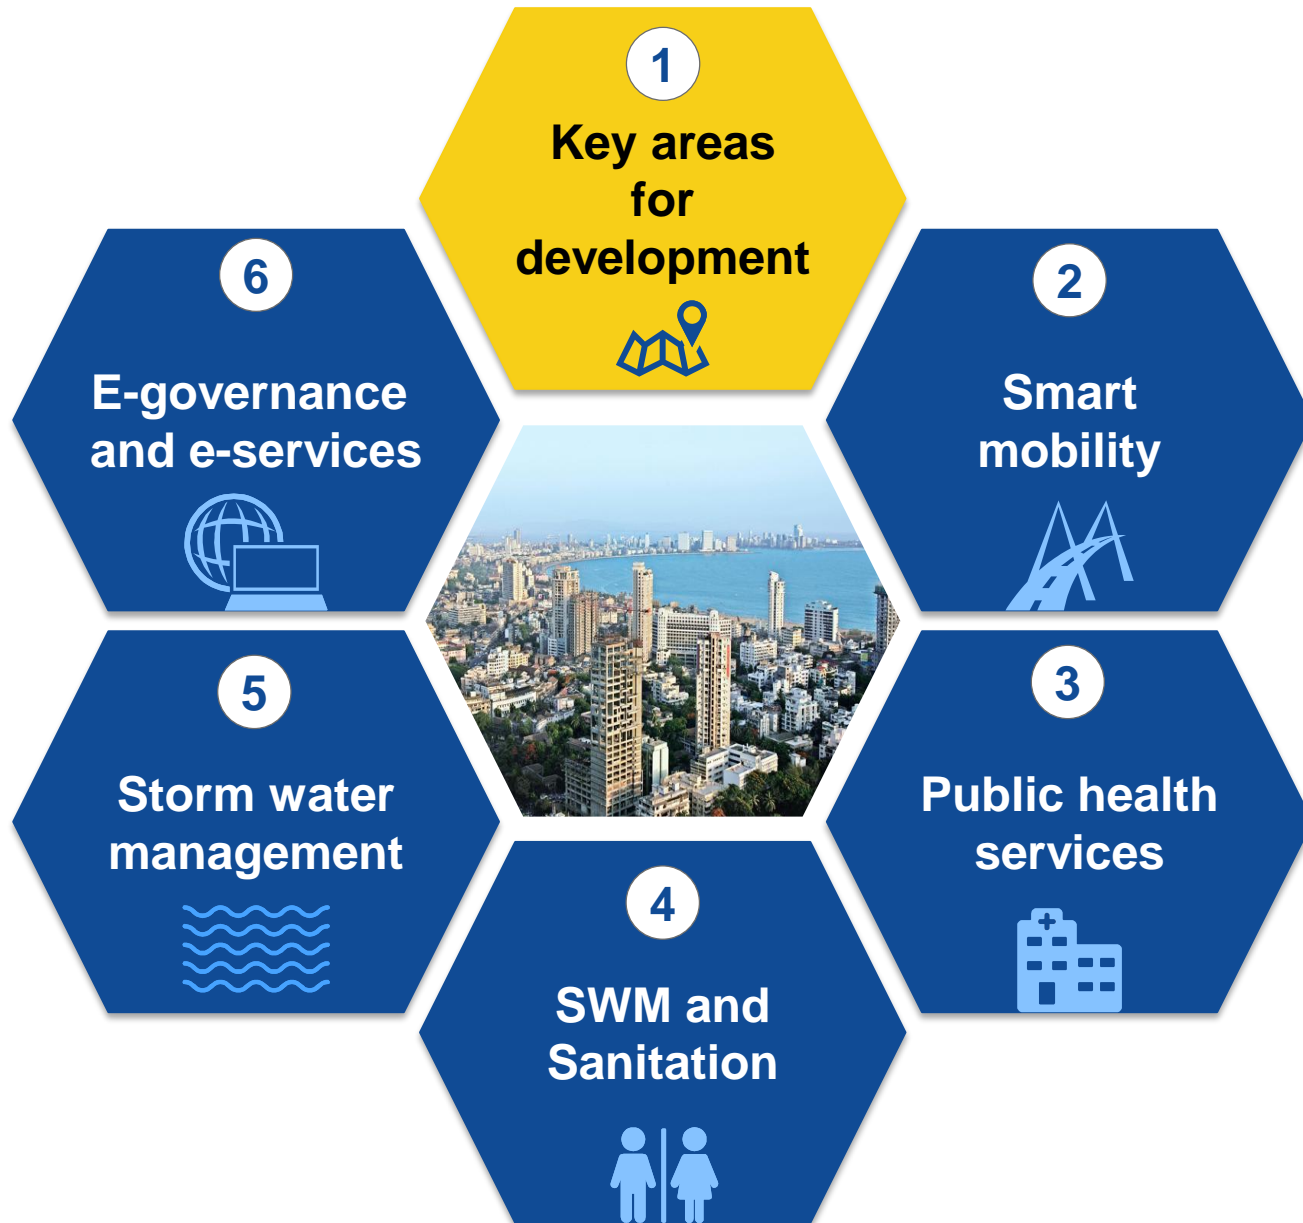 1
Key areas
for
development
2
Smart
mobility
3
Public health
services
4
SWM and
Sanitation
5
Storm water
management
6
E-governance
and e-services